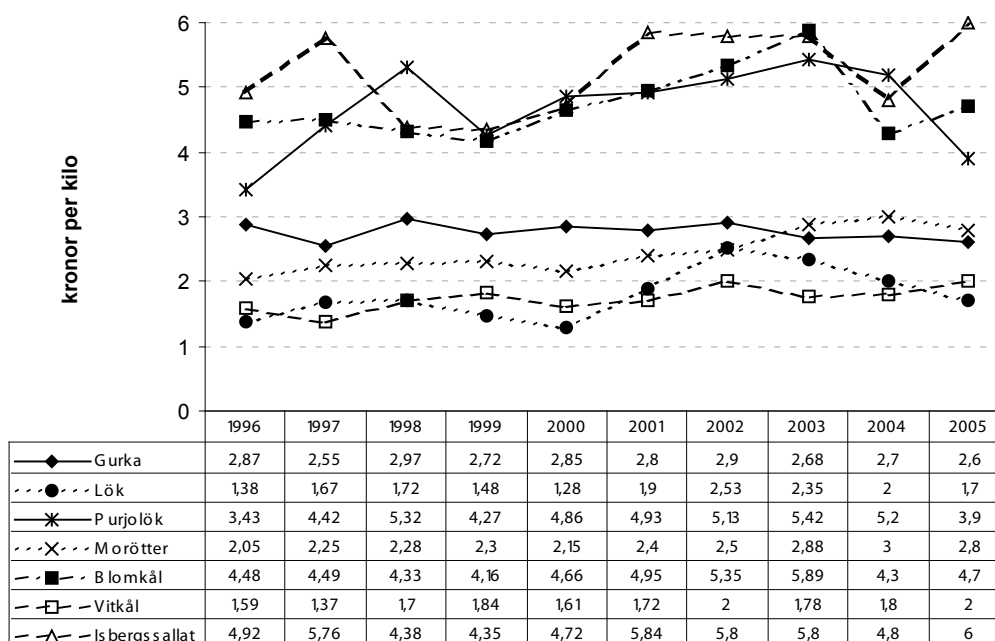 6
5
4
3
2
1
0
kronor per kilo
1996 1997 1998 1999 2000 2001 2002 2003 2004 2005
Gurka 2,87 2,55 2,97 2,72 2,85 2,8 2,9 2,68 2,7 2,6
Lök 1,38 1,67 1,72 1,48 1,28 1,9 2,53 2,35 2 1,7
Purjolök 3,43 4,42 5,32 4,27 4,86 4,93 5,13 5,42 5,2 3,9
Morötter 2,05 2,25 2,28 2,3 2,15 2,4 2,5 2,88 3 2,8
Blomkål 4,48 4,49 4,33 4,16 4,66 4,95 5,35 5,89 4,3 4,7
Vitkål 1,59 1,37 1,7 1,84 1,61 1,72 2 1,78 1,8 2
Isbergssallat 4,92 5,76 4,38 4,35 4,72 5,84 5,8 5,8 4,8 6